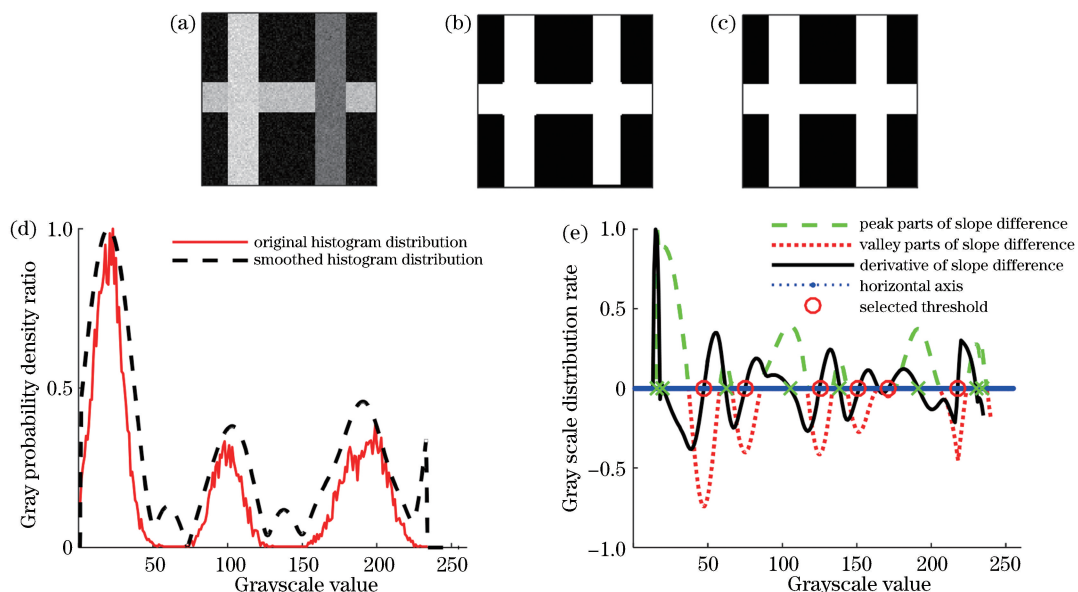 (a)
(b)
(c)
(d)
1.0
0.5
0
50
100
150
200
250
Gray probability density ratio
Grayscale value
original histogram distribution
smoothed histogram distribution
(e)
1.0
0.5
0
−0.5
−1.0
50
100
150
200
250
Gray scale distribution rate
Grayscale value
peak parts of slope difference
valley parts of slope difference
derivative of slope difference
horizontal axis
selected threshold